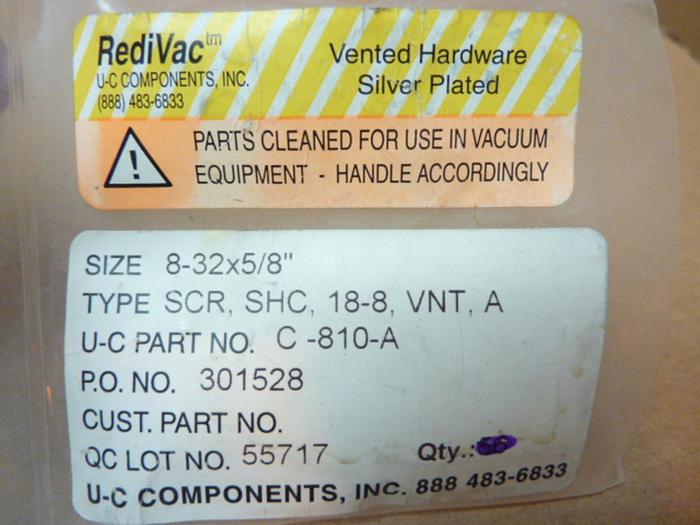 RediVac™
U-C COMPONENTS, INC.
(888) 483-6833
Vented Hardware
Silver Plated
!
PARTS CLEANED FOR USE IN VACUUM
EQUIPMENT - HANDLE ACCORDINGLY
SIZE 8-32x5/8"
TYPE SCR, SHC, 18-8, VNT, A
U-C PART NO. C -810-A
P.O. NO. 301528
CUST. PART NO.
QC LOT NO. 55717 Qty.:
U-C COMPONENTS, INC. 888 483-6833